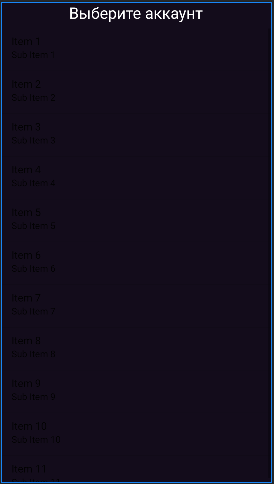 Выберите аккаунт
Item 1
Sub Item 1
Item 2
Sub Item 2
Item 3
Sub Item 3
Item 4
Sub Item 4
Item 5
Sub Item 5
Item 6
Sub Item 6
Item 7
Sub Item 7
Item 8
Sub Item 8
Item 9
Sub Item 9
Item 10
Sub Item 10
Item 11